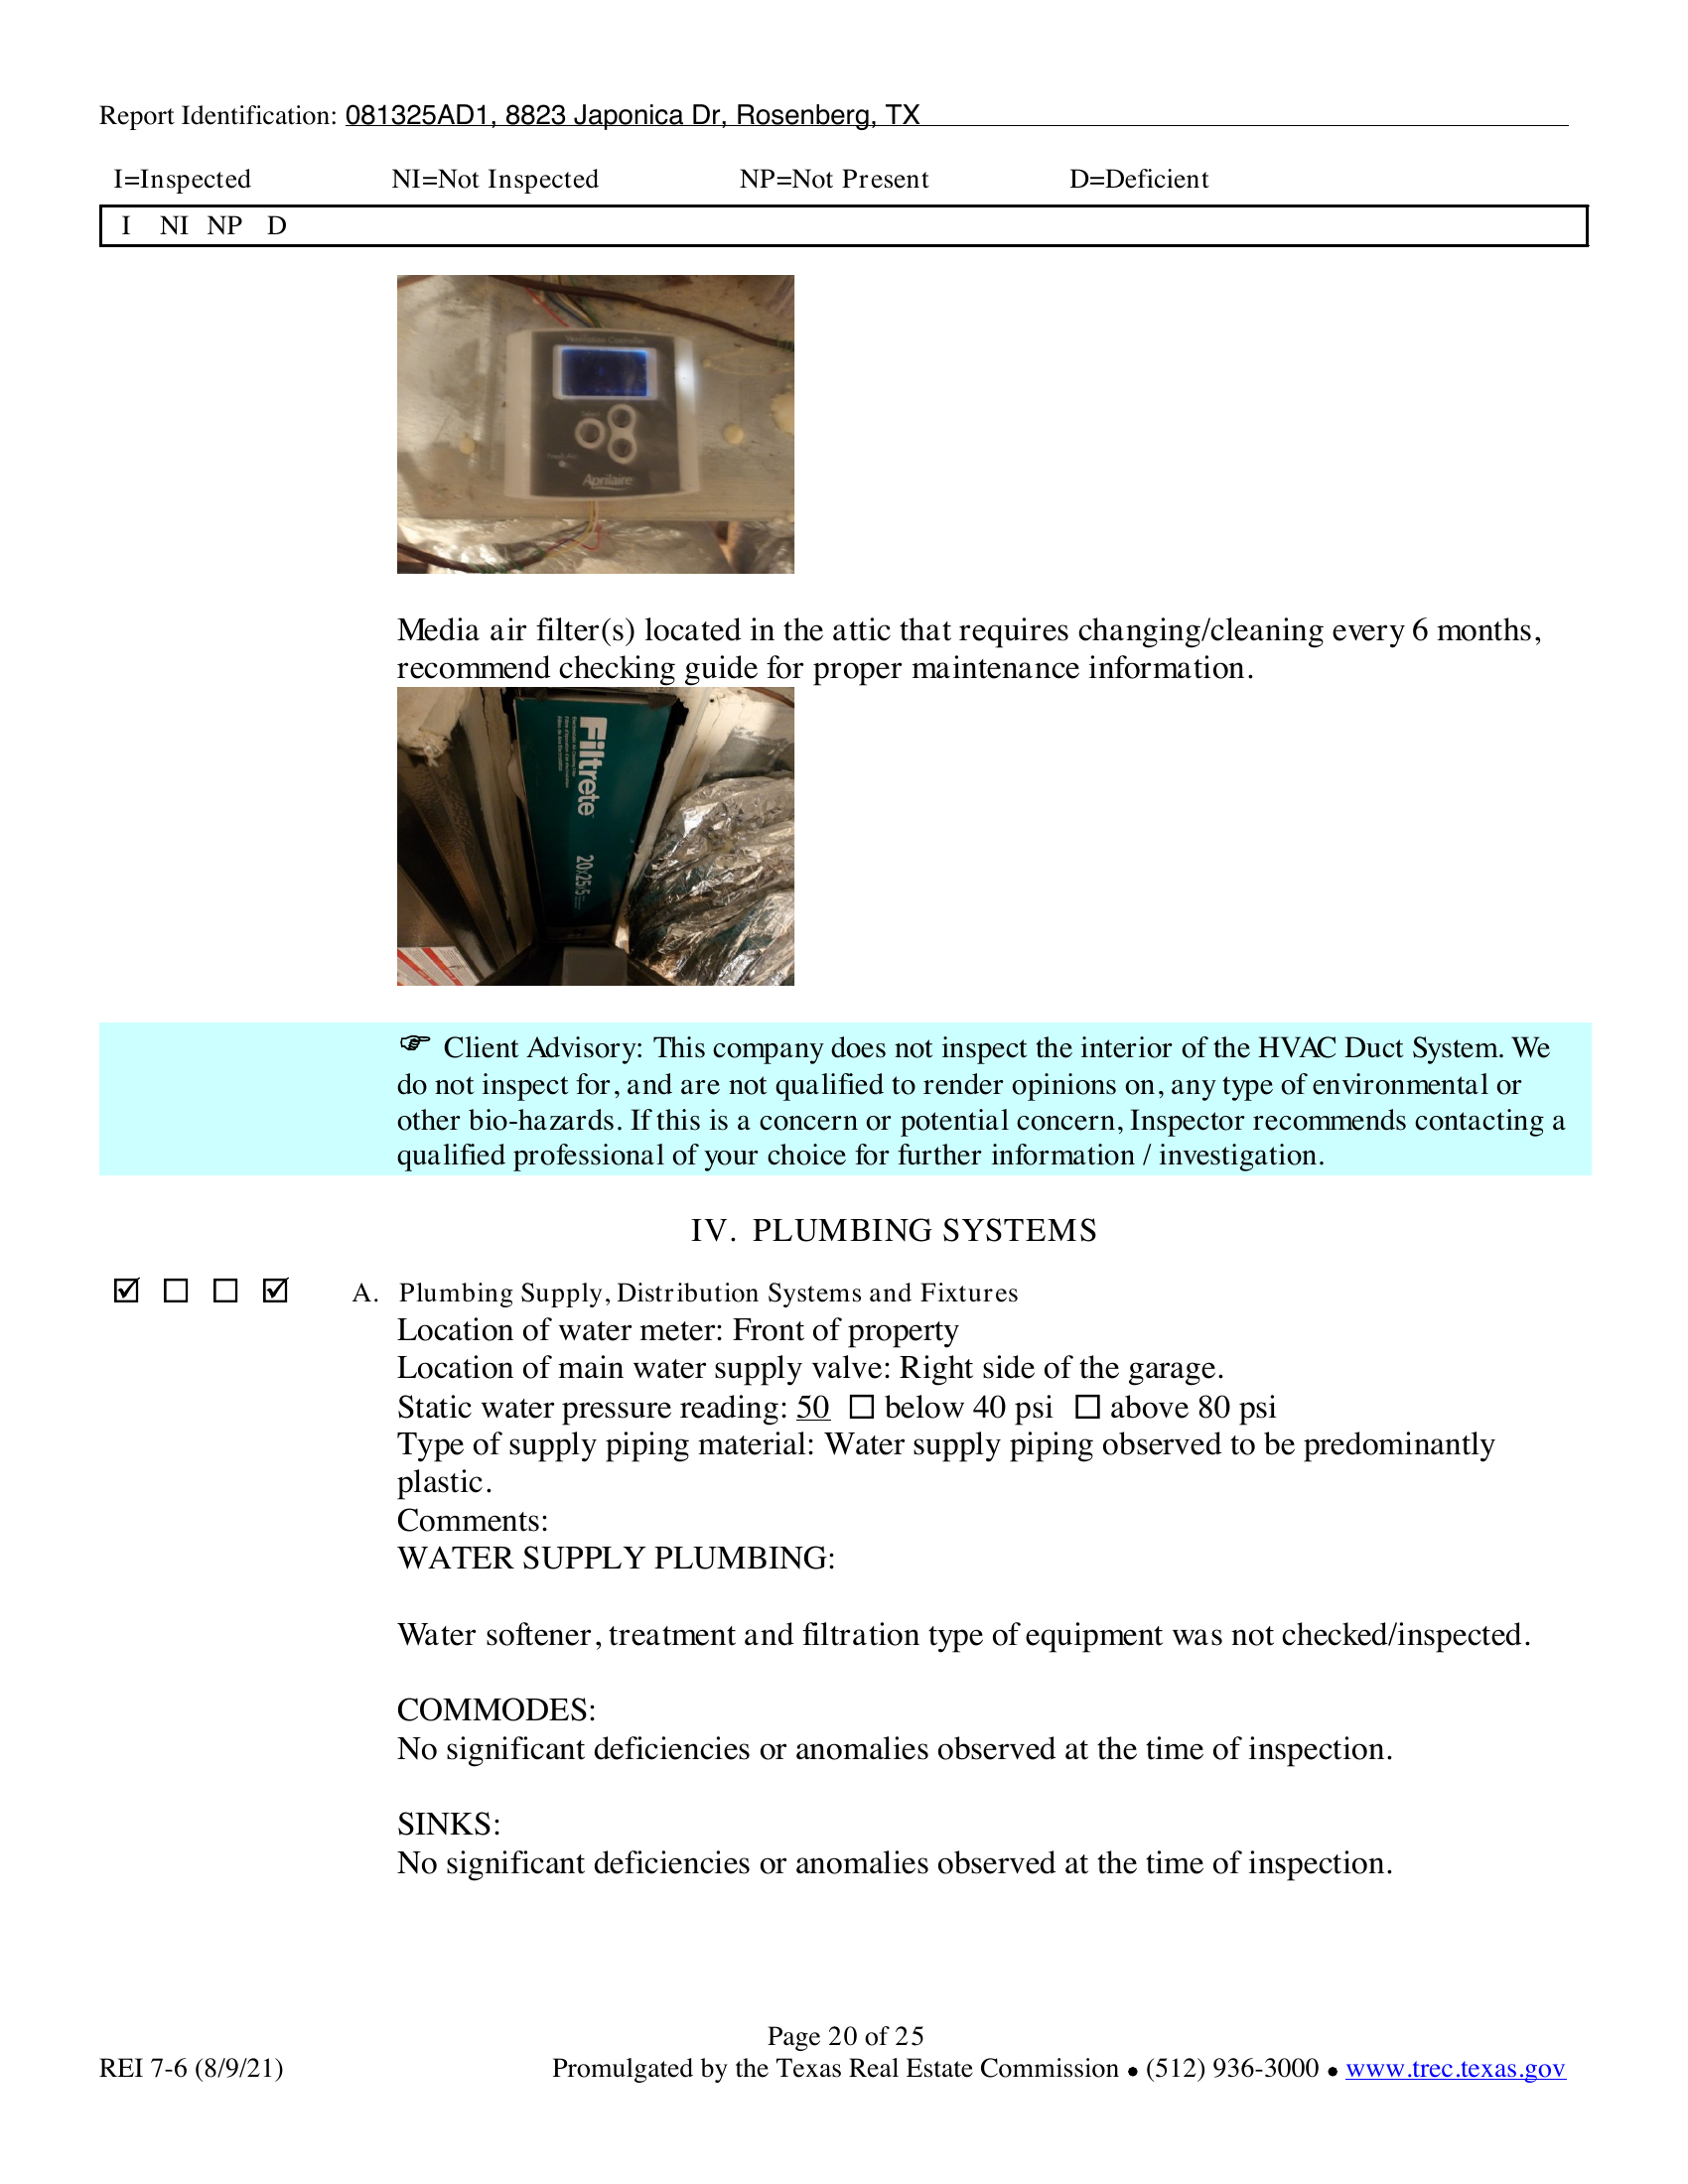 Report Identification: 081325AD1, 8823 Japonica Dr, Rosenberg, TX
I=Inspected NI=Not Inspected NP=Not Present D=Deficient
I NI NP D
Ventilation Controller
Select
Fresh Air
Aprilaire
Media air filter(s) located in the attic that requires changing/cleaning every 6 months,
recommend checking guide for proper maintenance information.
Filtrete
20x25x5
☞ Client Advisory: This company does not inspect the interior of the HVAC Duct System. We
do not inspect for, and are not qualified to render opinions on, any type of environmental or
other bio-hazards. If this is a concern or potential concern, Inspector recommends contacting a
qualified professional of your choice for further information / investigation.
IV. PLUMBING SYSTEMS
☑ ☐ ☐ ☑ A. Plumbing Supply, Distribution Systems and Fixtures
Location of water meter: Front of property
Location of main water supply valve: Right side of the garage.
Static water pressure reading: 50 ☐ below 40 psi ☐ above 80 psi
Type of supply piping material: Water supply piping observed to be predominantly
plastic.
Comments:
WATER SUPPLY PLUMBING:
Water softener, treatment and filtration type of equipment was not checked/inspected.
COMMODES:
No significant deficiencies or anomalies observed at the time of inspection.
SINKS:
No significant deficiencies or anomalies observed at the time of inspection.
Page 20 of 25
REI 7-6 (8/9/21) Promulgated by the Texas Real Estate Commission • (512) 936-3000 • www.trec.texas.gov